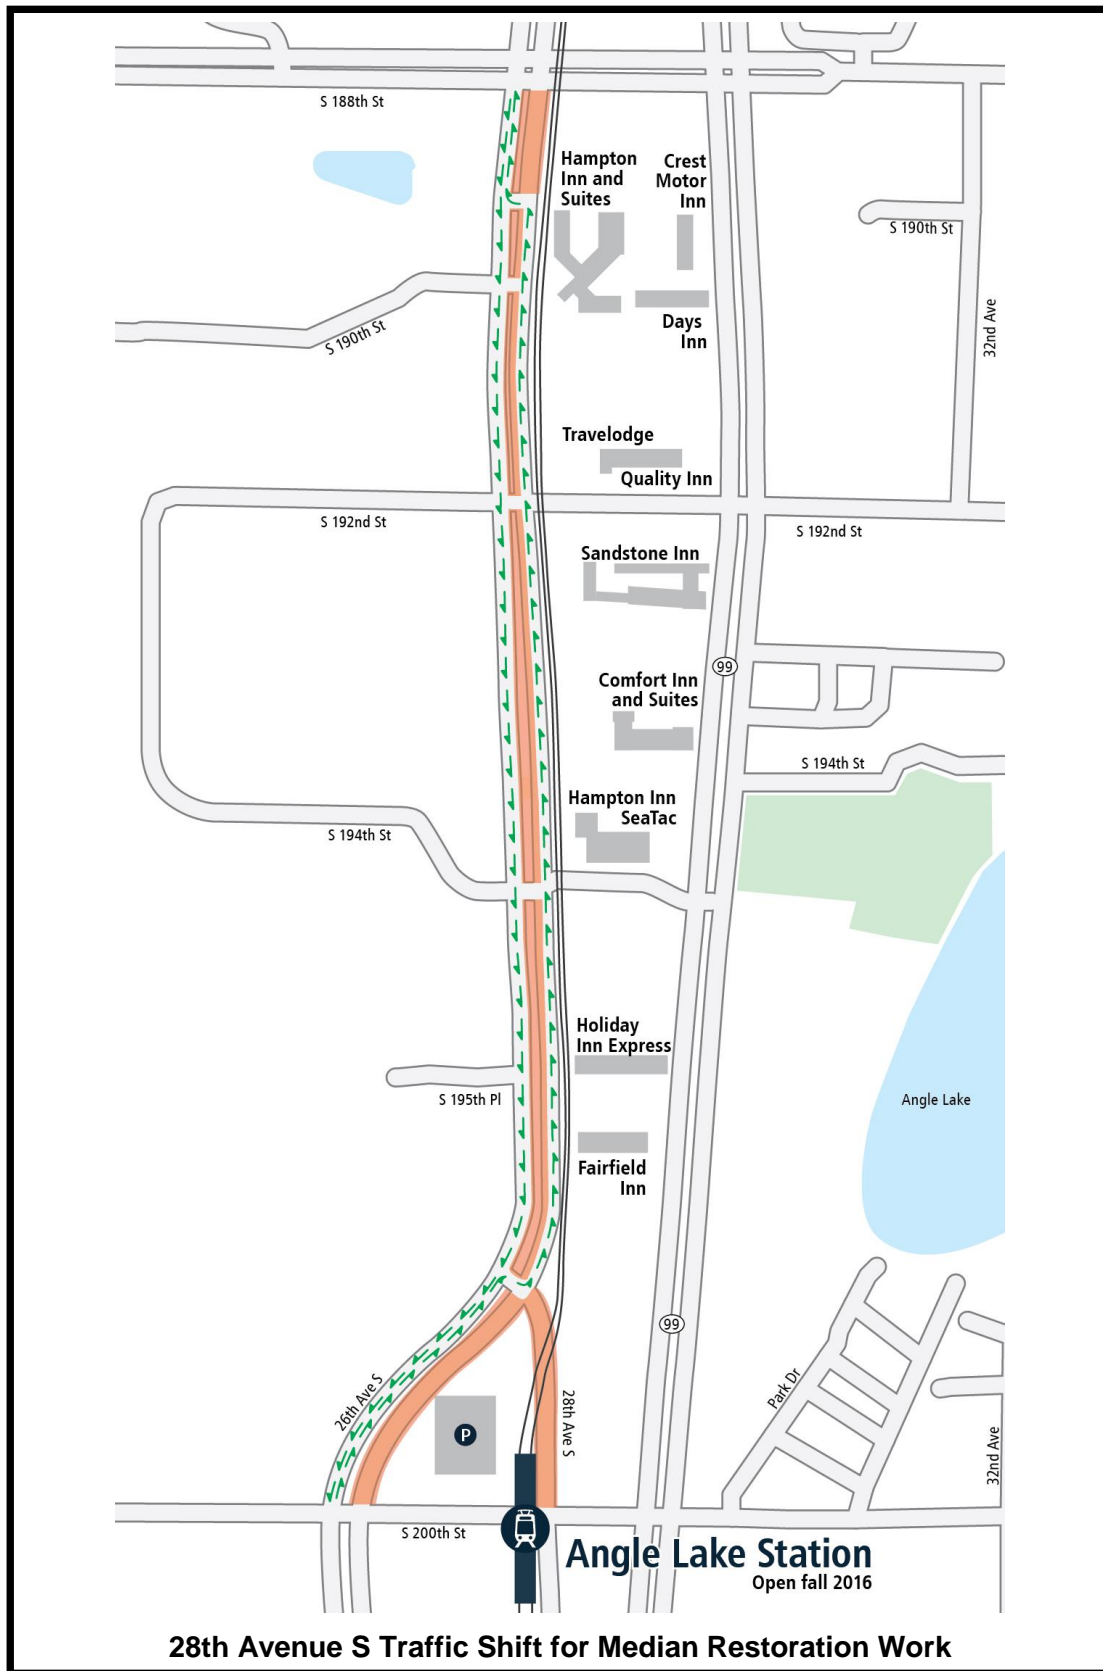 S 188th St
Hampton
Inn and
Suites
Crest
Motor
Inn
S 190th St
Days
Inn
S 190th St
32nd Ave
Travelodge
Quality Inn
S 192nd St
S 192nd St
Sandstone Inn
99
Comfort Inn
and Suites
S 194th St
Hampton Inn
SeaTac
S 194th St
Holiday
Inn Express
S 195th Pl
Angle Lake
Fairfield
Inn
99
26th Ave S
28th Ave S
Park Dr
32nd Ave
P
S 200th St
Angle Lake Station
Open fall 2016
28th Avenue S Traffic Shift for Median Restoration Work